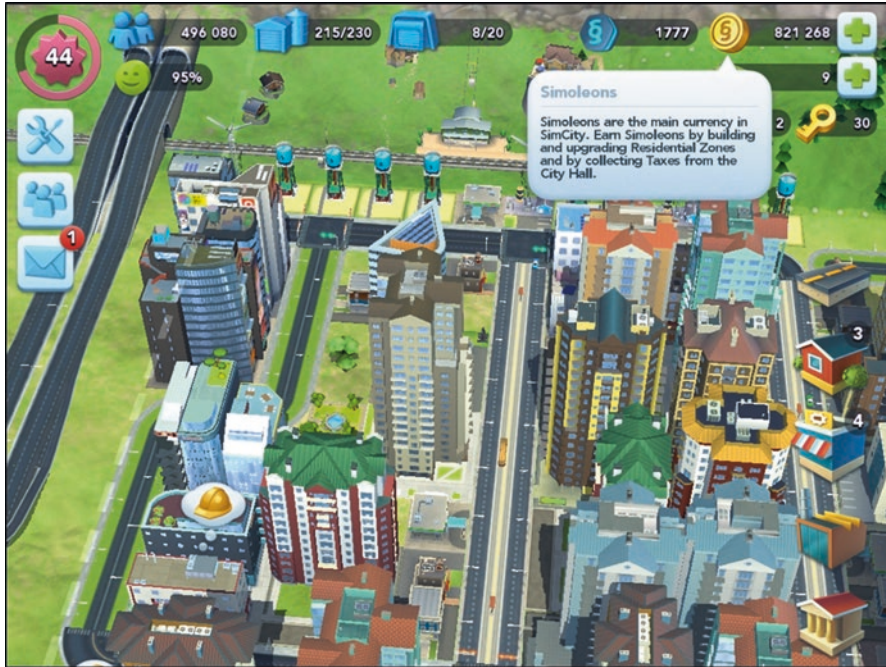 44
496 080
215/230
8/20
1777
821 268
95%
9
Simoleons
Simoleons are the main currency in
SimCity. Earn Simoleons by building
and upgrading Residential Zones
and by collecting Taxes from the
City Hall.
2
30
1
3
4